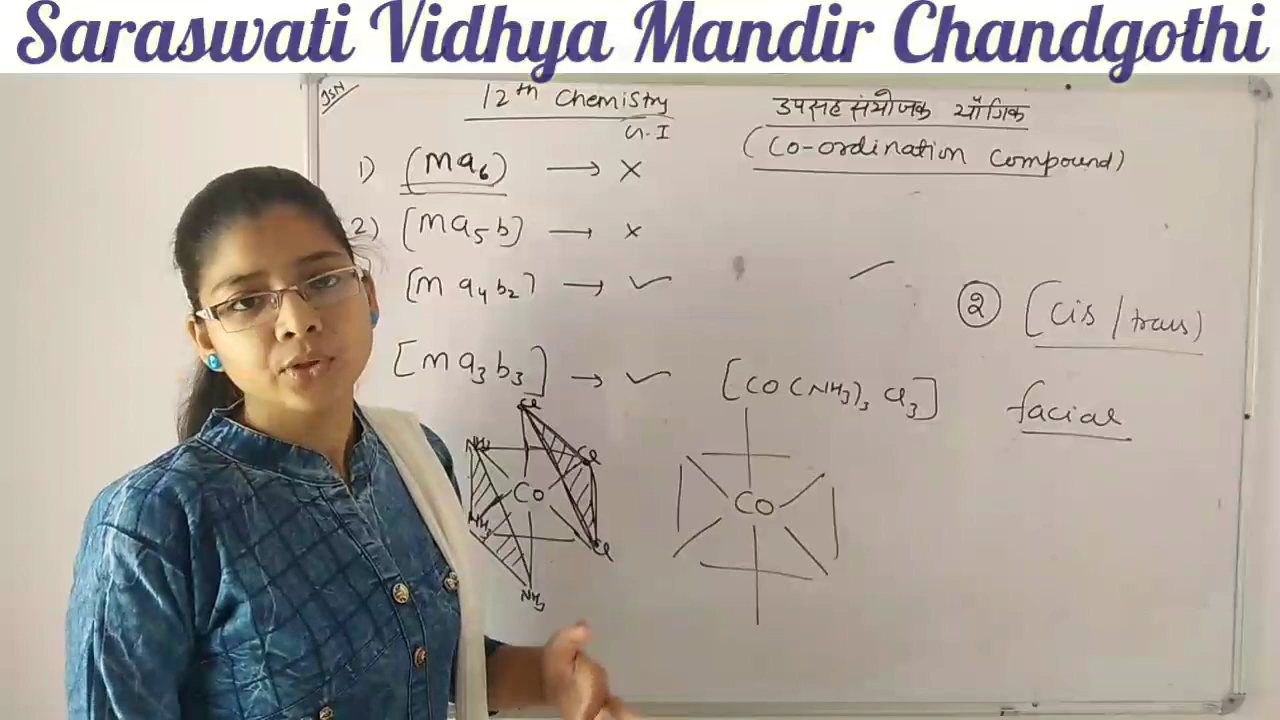 Saraswati Vidhya Mandir Chandgothi
JSN
12th Chemistry
G.I
उपसहसंयोजक यौगिक
(Co-ordination compound)
1) (Ma6) → ×
2) [Ma5b] → ×
[Ma4b2] → ✓
② [cis/trans)
[Ma3b3] → ✓
[CO(NH3)3 Cl3]
facial
Cl
NH3
Cl
Co
NH3
Cl
NH3
Co